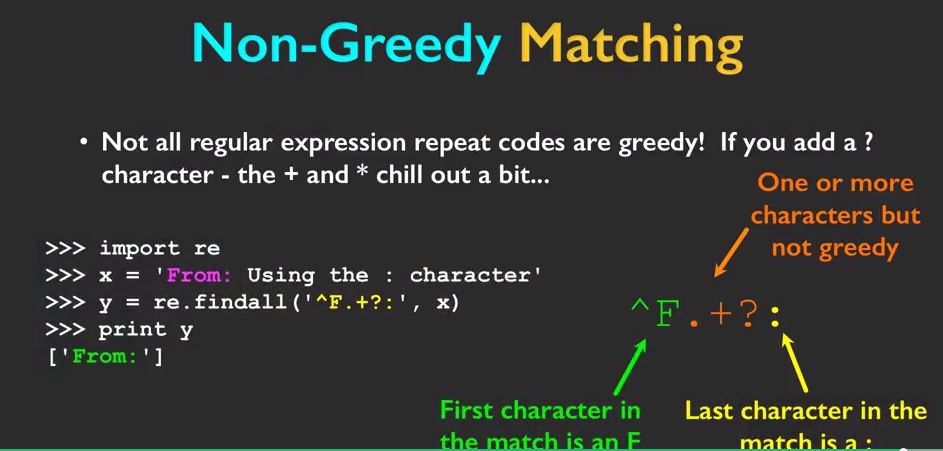 Non-Greedy Matching
• Not all regular expression repeat codes are greedy! If you add a ?
character - the + and * chill out a bit...
One or more
characters but
not greedy
>>> import re
>>> x = 'From: Using the : character'
>>> y = re.findall('^F.+?:', x)
>>> print y
['From:']
^F.+?:
First character in
the match is an F
Last character in the
match is a :